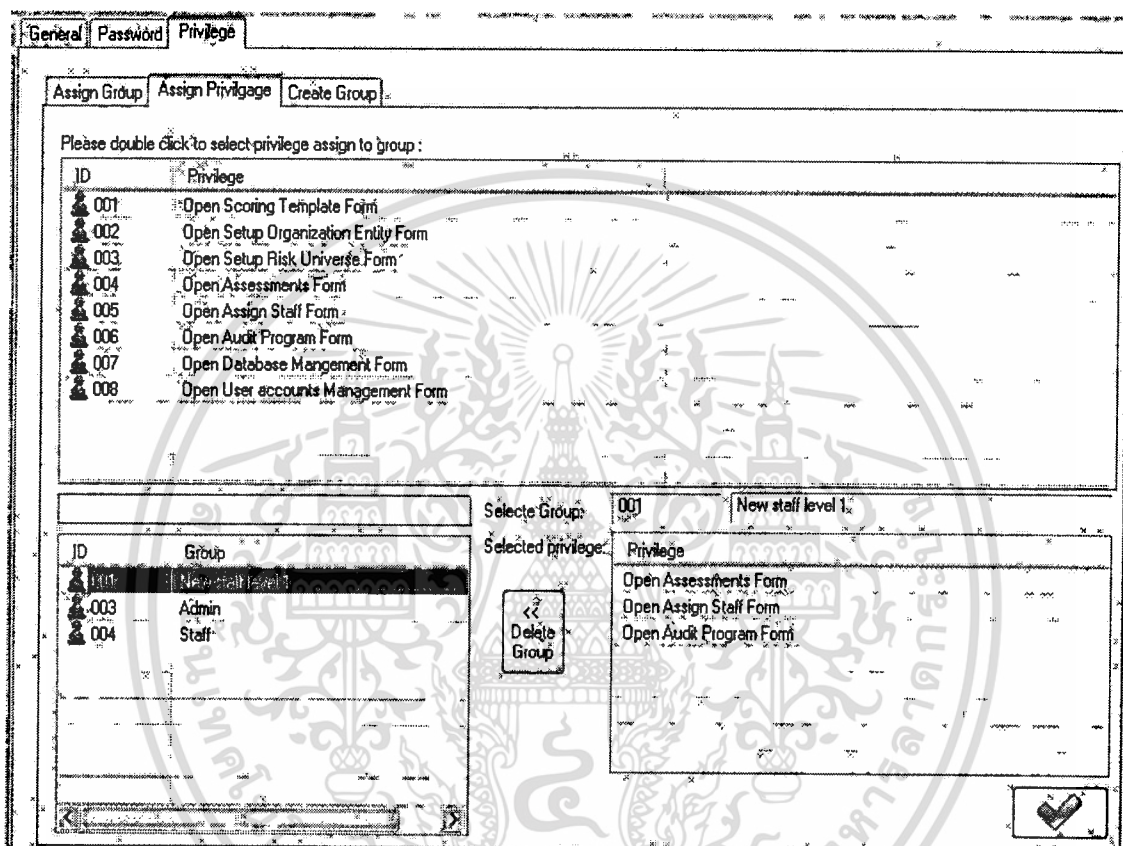 General Password Privilege
Assign Group Assign Privilgage Create Group
Please double click to select privilege assign to group :
ID Privilege
001 Open Scoring Template Form
002 Open Setup Organization Entity Form
003 Open Setup Risk Universe Form
004 Open Assessments Form
005 Open Assign Staff Form
006 Open Audit Program Form
007 Open Database Mangement Form
008 Open User accounts Management Form
Selecte Group: 001 New staff level 1
Selected privilege:
ID Group
001 New staff level 1
003 Admin
004 Staff
<<
Delete
Group
Privilege
Open Assessments Form
Open Assign Staff Form
Open Audit Program Form